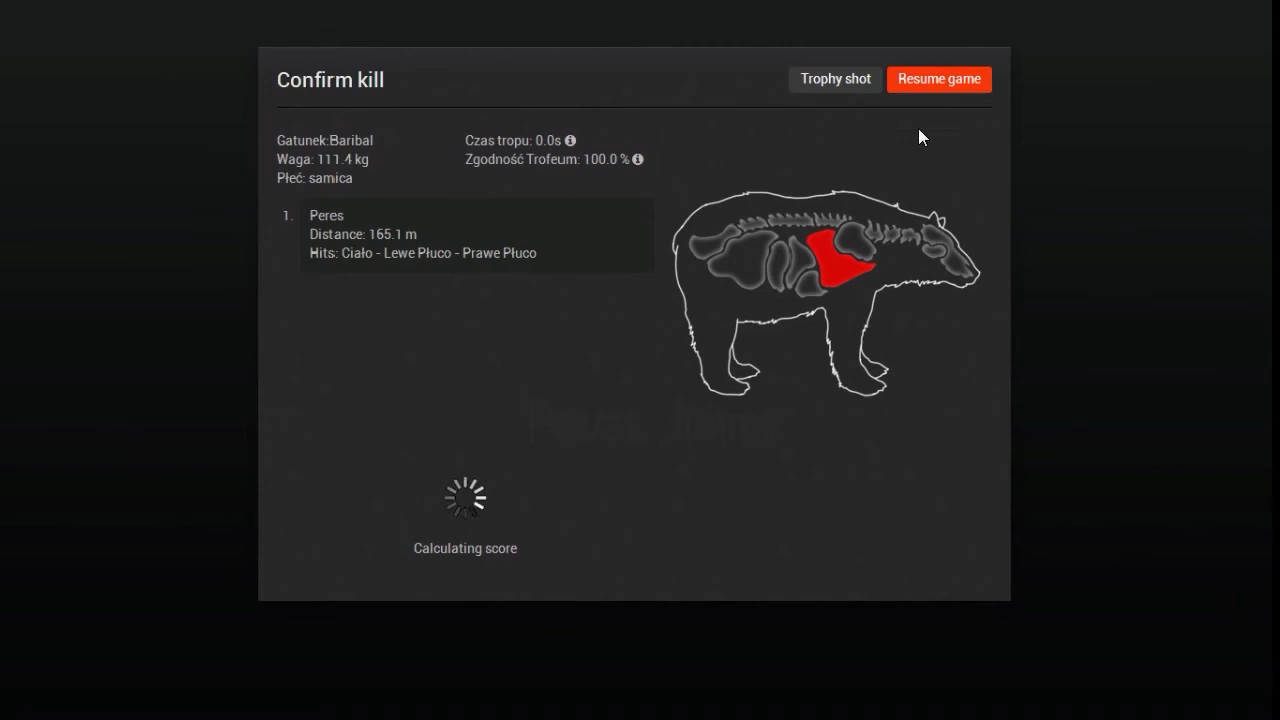 Confirm kill
Trophy shot
Resume game
Gatunek:Baribal
Waga: 111.4 kg
Płeć: samica
Czas tropu: 0.0s
Zgodność Trofeum: 100.0 %
1.
Peres
Distance: 165.1 m
Hits: Ciało - Lewe Płuco - Prawe Płuco
Calculating score